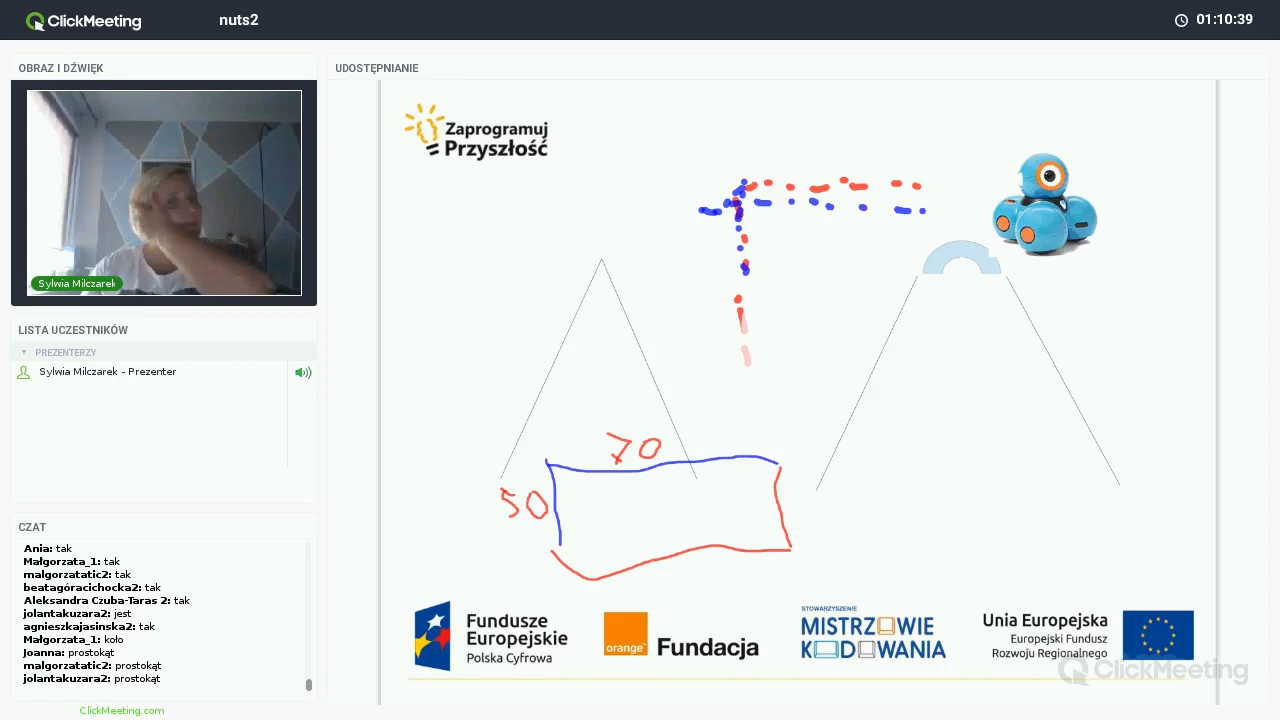 ClickMeeting
nuts2
01:10:39
OBRAZ I DŹWIĘK
UDOSTĘPNIANIE
Sylwia Milczarek
LISTA UCZESTNIKÓW
PREZENTERZY
Sylwia Milczarek - Prezenter
CZAT
Ania: tak
Małgorzata_1: tak
malgorzatatic2: tak
beatagóracichocka2: tak
Aleksandra Czuba-Taras 2: tak
jolantakuzara2: jest
agnieszkajasinska2: tak
Małgorzata_1: koło
Joanna: prostokąt
malgorzatatic2: prostokąt
jolantakuzara2: prostokąt
ClickMeeting.com
Zaprogramuj
Przyszłość
70
50
Fundusze
Europejskie
Polska Cyfrowa
orange
Fundacja
STOWARZYSZENIE
MISTRZOWIE
KODOWANIA
Unia Europejska
Europejski Fundusz
Rozwoju Regionalnego
ClickMeeting